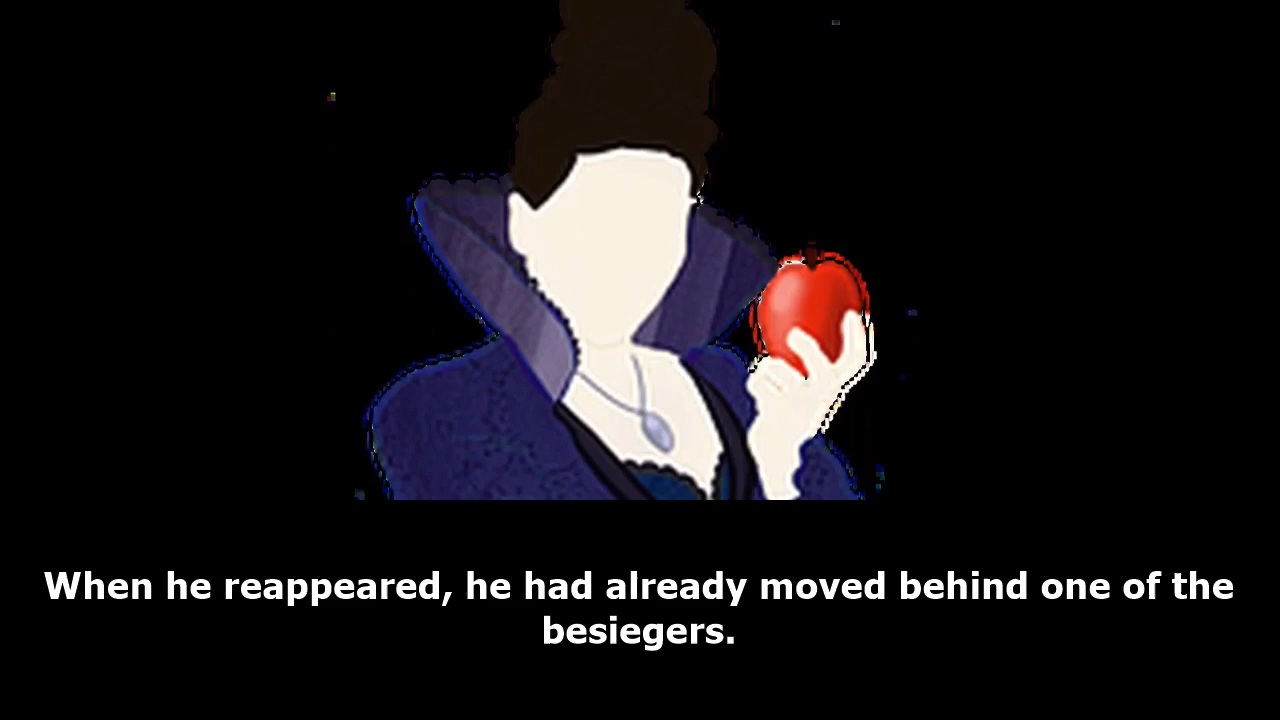 When he reappeared, he had already moved behind one of the
besiegers.